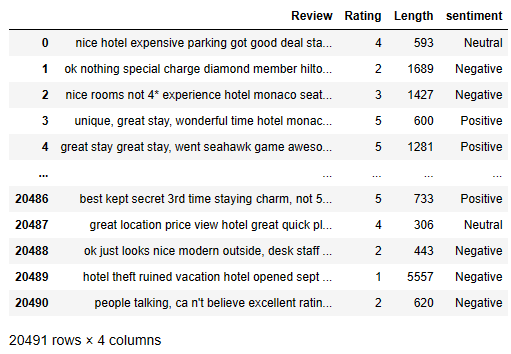 Review Rating Length sentiment
0 nice hotel expensive parking got good deal sta... 4 593 Neutral
1 ok nothing special charge diamond member hilto... 2 1689 Negative
2 nice rooms not 4* experience hotel monaco seat... 3 1427 Negative
3 unique, great stay, wonderful time hotel monac... 5 600 Positive
4 great stay great stay, went seahawk game aweso... 5 1281 Positive
... ... ... ... ...
20486 best kept secret 3rd time staying charm, not 5... 5 733 Positive
20487 great location price view hotel great quick pl... 4 306 Neutral
20488 ok just looks nice modern outside, desk staff ... 2 443 Negative
20489 hotel theft ruined vacation hotel opened sept ... 1 5557 Negative
20490 people talking, ca n't believe excellent ratin... 2 620 Negative
20491 rows × 4 columns